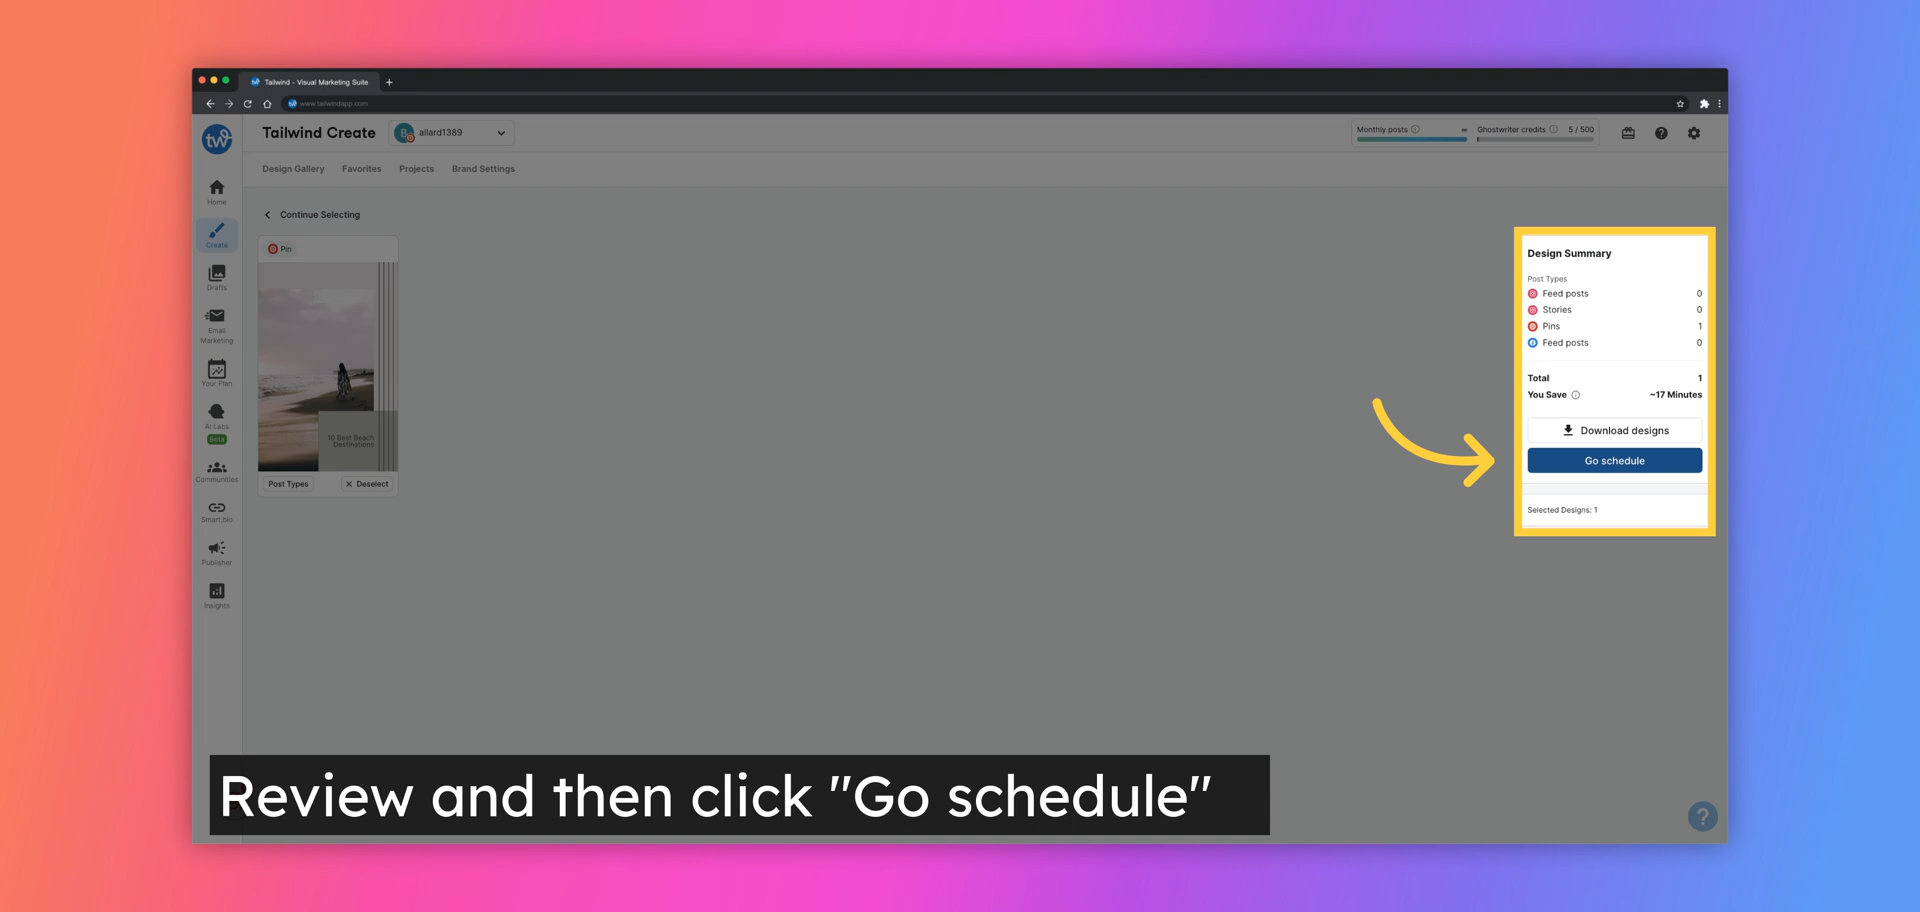 Tailwind - Visual Marketing Suite
www.tailwindapp.com
tw
Tailwind Create
B
allard1389
Monthly posts
∞
Ghostwriter credits
5 / 500
Design Gallery
Favorites
Projects
Brand Settings
Home
Create
Drafts
Email
Marketing
Your Plan
AI Labs
Beta
Communities
Smart.bio
Publisher
Insights
Continue Selecting
Pin
10 Best Beach
Destinations
Post Types
Deselect
Design Summary
Post Types
Feed posts 0
Stories 0
Pins 1
Feed posts 0
Total 1
You Save ~17 Minutes
Download designs
Go schedule
Selected Designs: 1
Review and then click "Go schedule"